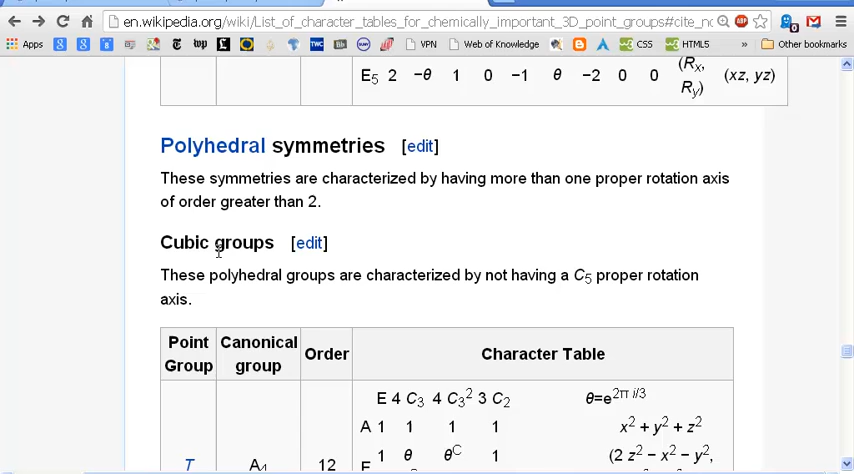 en.wikipedia.org/wiki/List_of_character_tables_for_chemically_important_3D_point_groups#cite_no
Apps VPN Web of Knowledge CSS HTML5 » Other bookmarks
E5 2 −θ 1 0 −1 θ −2 0 0 (Rx, Ry) (xz, yz)
Polyhedral symmetries [edit]
These symmetries are characterized by having more than one proper rotation axis
of order greater than 2.
Cubic groups [edit]
These polyhedral groups are characterized by not having a C5 proper rotation
axis.
Point Group Canonical group Order Character Table
E 4 C3 4 C3² 3 C2 θ=e^2π i/3
A 1 1 1 1 x² + y² + z²
1 θ θᶜ 1 (2 z² − x² − y²,
T A4 12 E